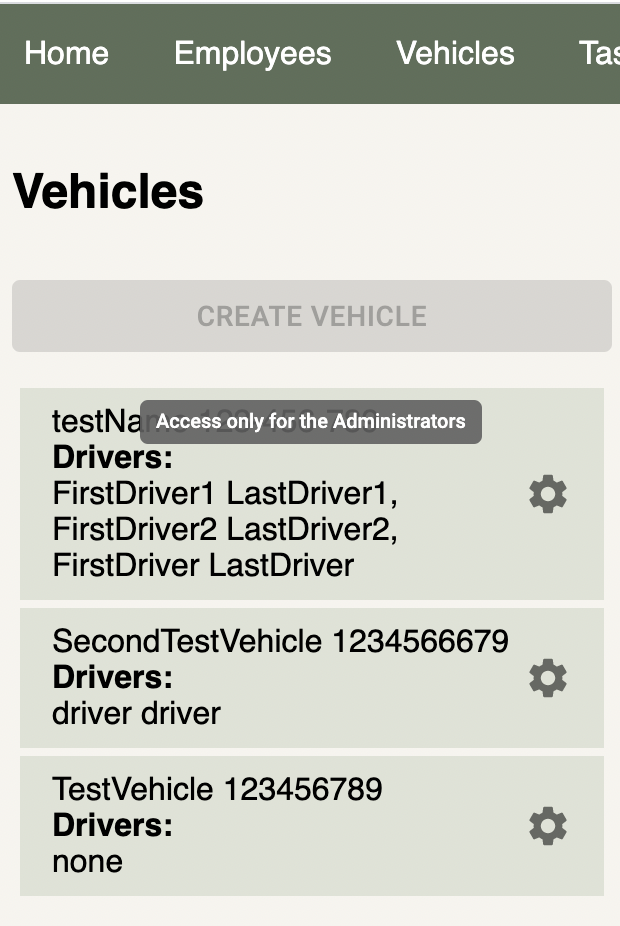 Home Employees Vehicles Tas
Vehicles
CREATE VEHICLE
testNa
Access only for the Administrators
Drivers:
FirstDriver1 LastDriver1,
FirstDriver2 LastDriver2,
FirstDriver LastDriver
SecondTestVehicle 1234566679
Drivers:
driver driver
TestVehicle 123456789
Drivers:
none